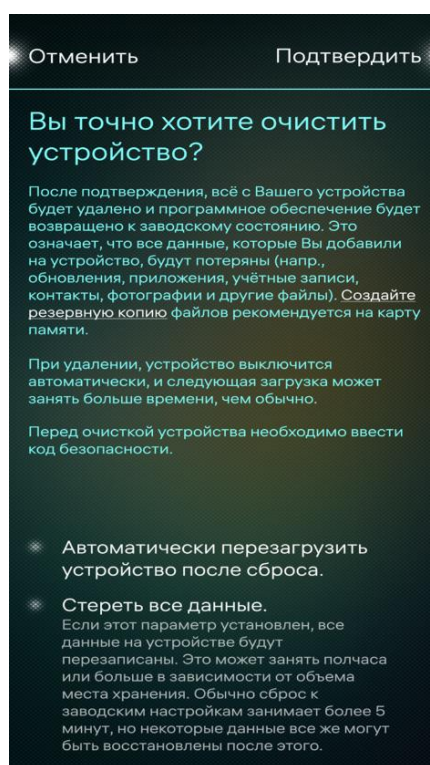 Отменить Подтвердить
Вы точно хотите очистить
устройство?
После подтверждения, всё с Вашего устройства
будет удалено и программное обеспечение будет
возвращено к заводскому состоянию. Это
означает, что все данные, которые Вы добавили
на устройство, будут потеряны (напр.,
обновления, приложения, учётные записи,
контакты, фотографии и другие файлы). Создайте
резервную копию файлов рекомендуется на карту
памяти.
При удалении, устройство выключится
автоматически, и следующая загрузка может
занять больше времени, чем обычно.
Перед очисткой устройства необходимо ввести
код безопасности.
Автоматически перезагрузить
устройство после сброса.
Стереть все данные.
Если этот параметр установлен, все
данные на устройстве будут
перезаписаны. Это может занять полчаса
или больше в зависимости от объема
места хранения. Обычно сброс к
заводским настройкам занимает более 5
минут, но некоторые данные все же могут
быть восстановлены после этого.